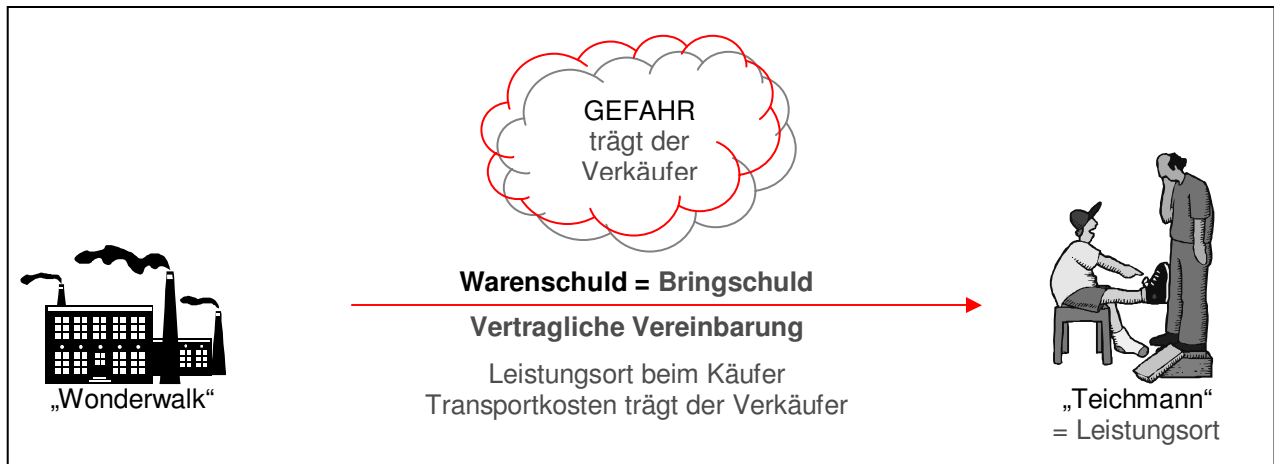 GEFAHR
trägt der
Verkäufer
Warenschuld = Bringschuld
Vertragliche Vereinbarung
Leistungsort beim Käufer
Transportkosten trägt der Verkäufer
„Wonderwalk“
„Teichmann“
= Leistungsort